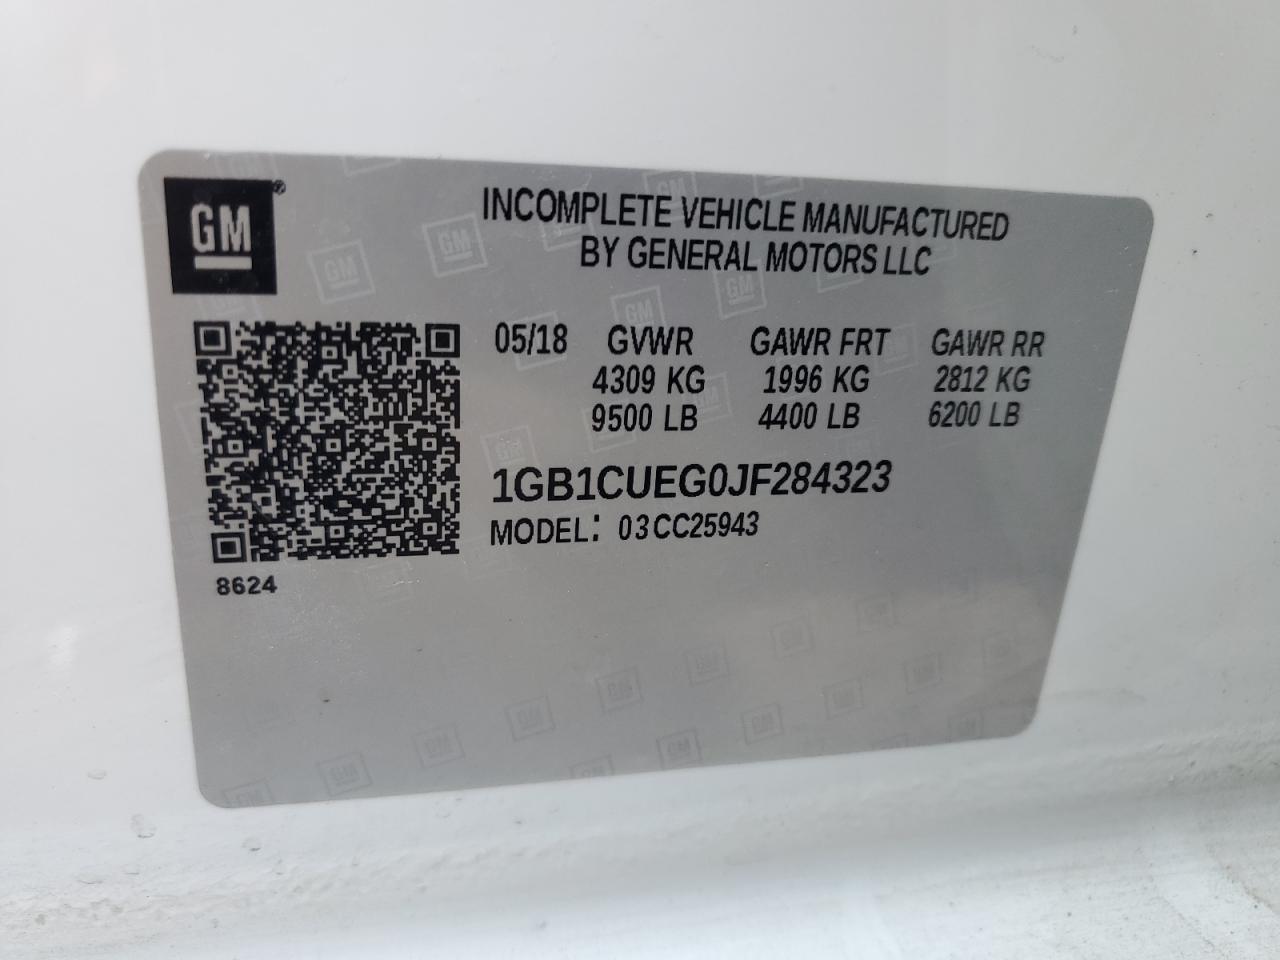 GM
INCOMPLETE VEHICLE MANUFACTURED
BY GENERAL MOTORS LLC
05/18 GVWR GAWR FRT GAWR RR
4309 KG 1996 KG 2812 KG
9500 LB 4400 LB 6200 LB
1GB1CUEG0JF284323
MODEL: 03CC25943
8624